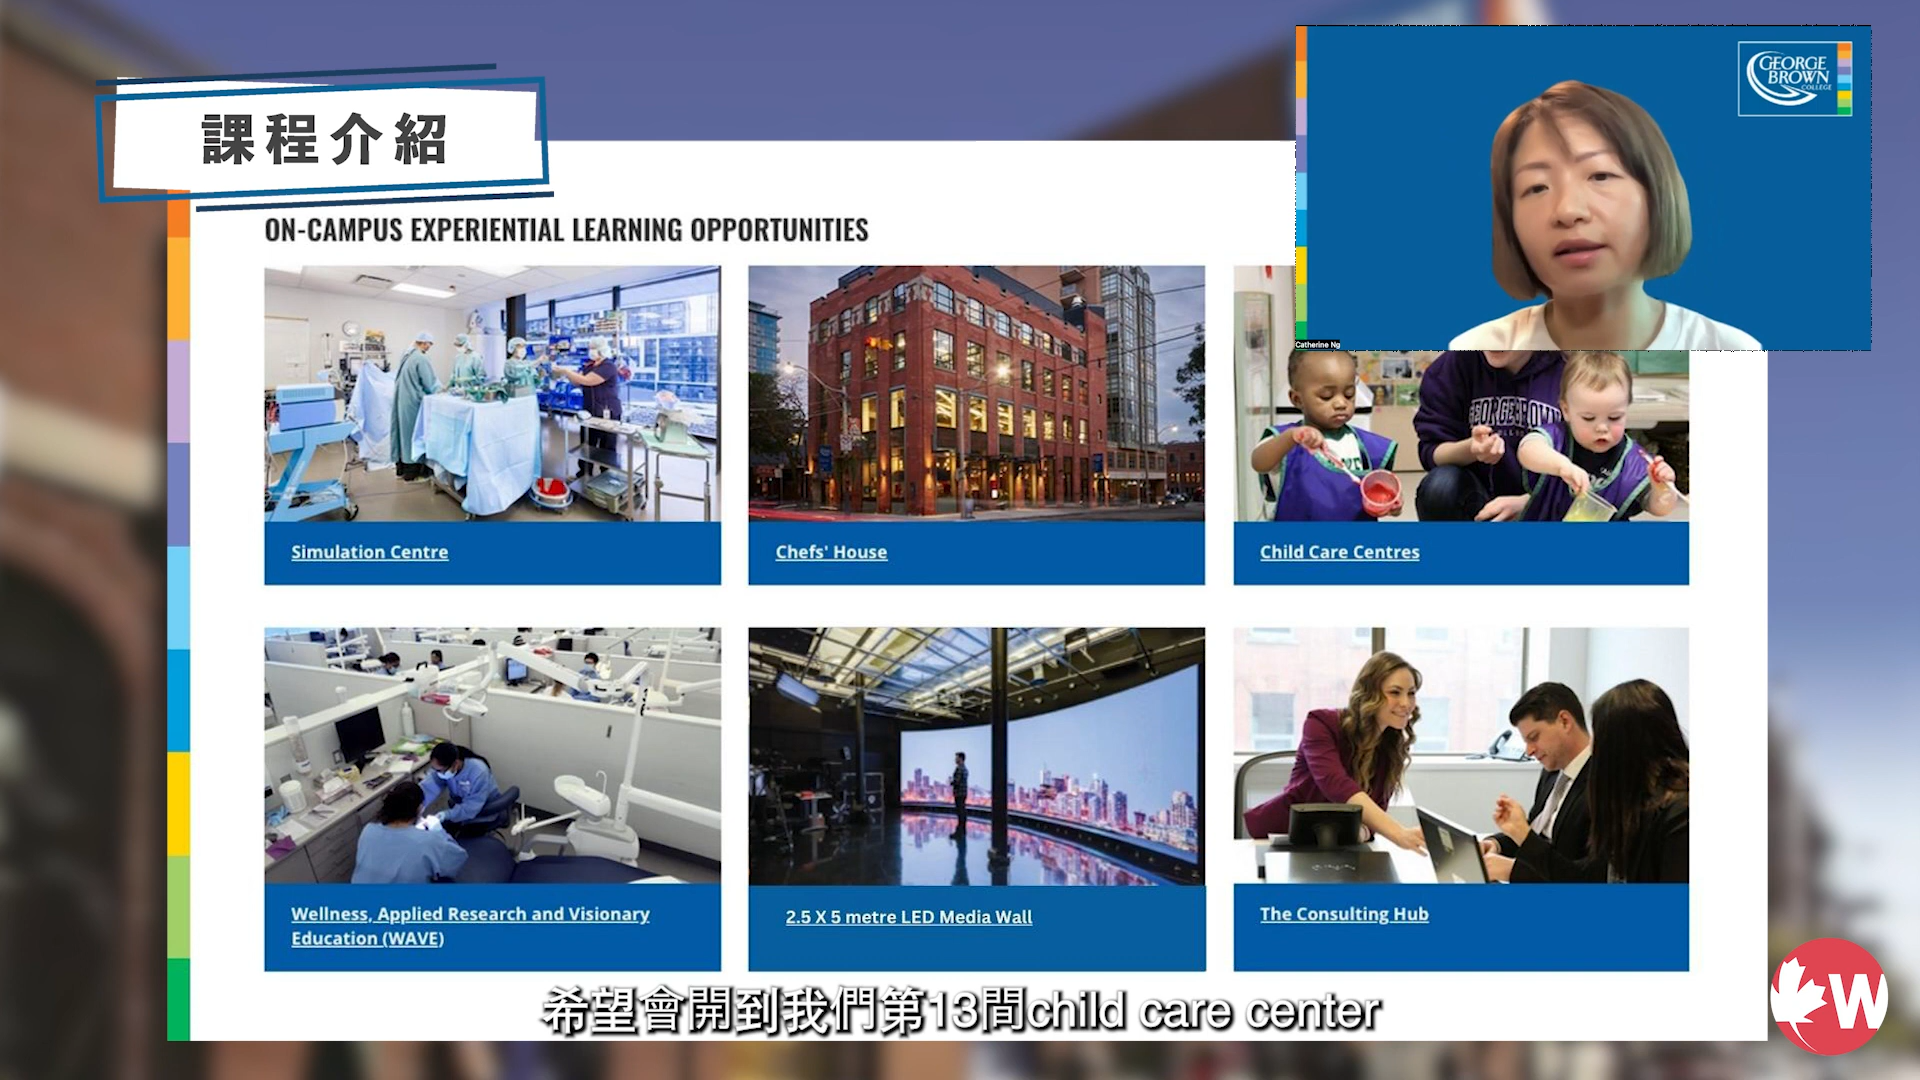 課程介紹
GEORGE
BROWN
COLLEGE
Catherine Ng
ON-CAMPUS EXPERIENTIAL LEARNING OPPORTUNITIES
GEORGE BROWN
Simulation Centre
Chefs' House
Child Care Centres
Wellness, Applied Research and Visionary
Education (WAVE)
2.5 X 5 metre LED Media Wall
The Consulting Hub
希望會開到我們第13間child care center
W